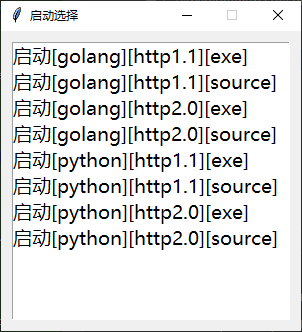 启动选择
启动[golang][http1.1][exe]
启动[golang][http1.1][source]
启动[golang][http2.0][exe]
启动[golang][http2.0][source]
启动[python][http1.1][exe]
启动[python][http1.1][source]
启动[python][http2.0][exe]
启动[python][http2.0][source]